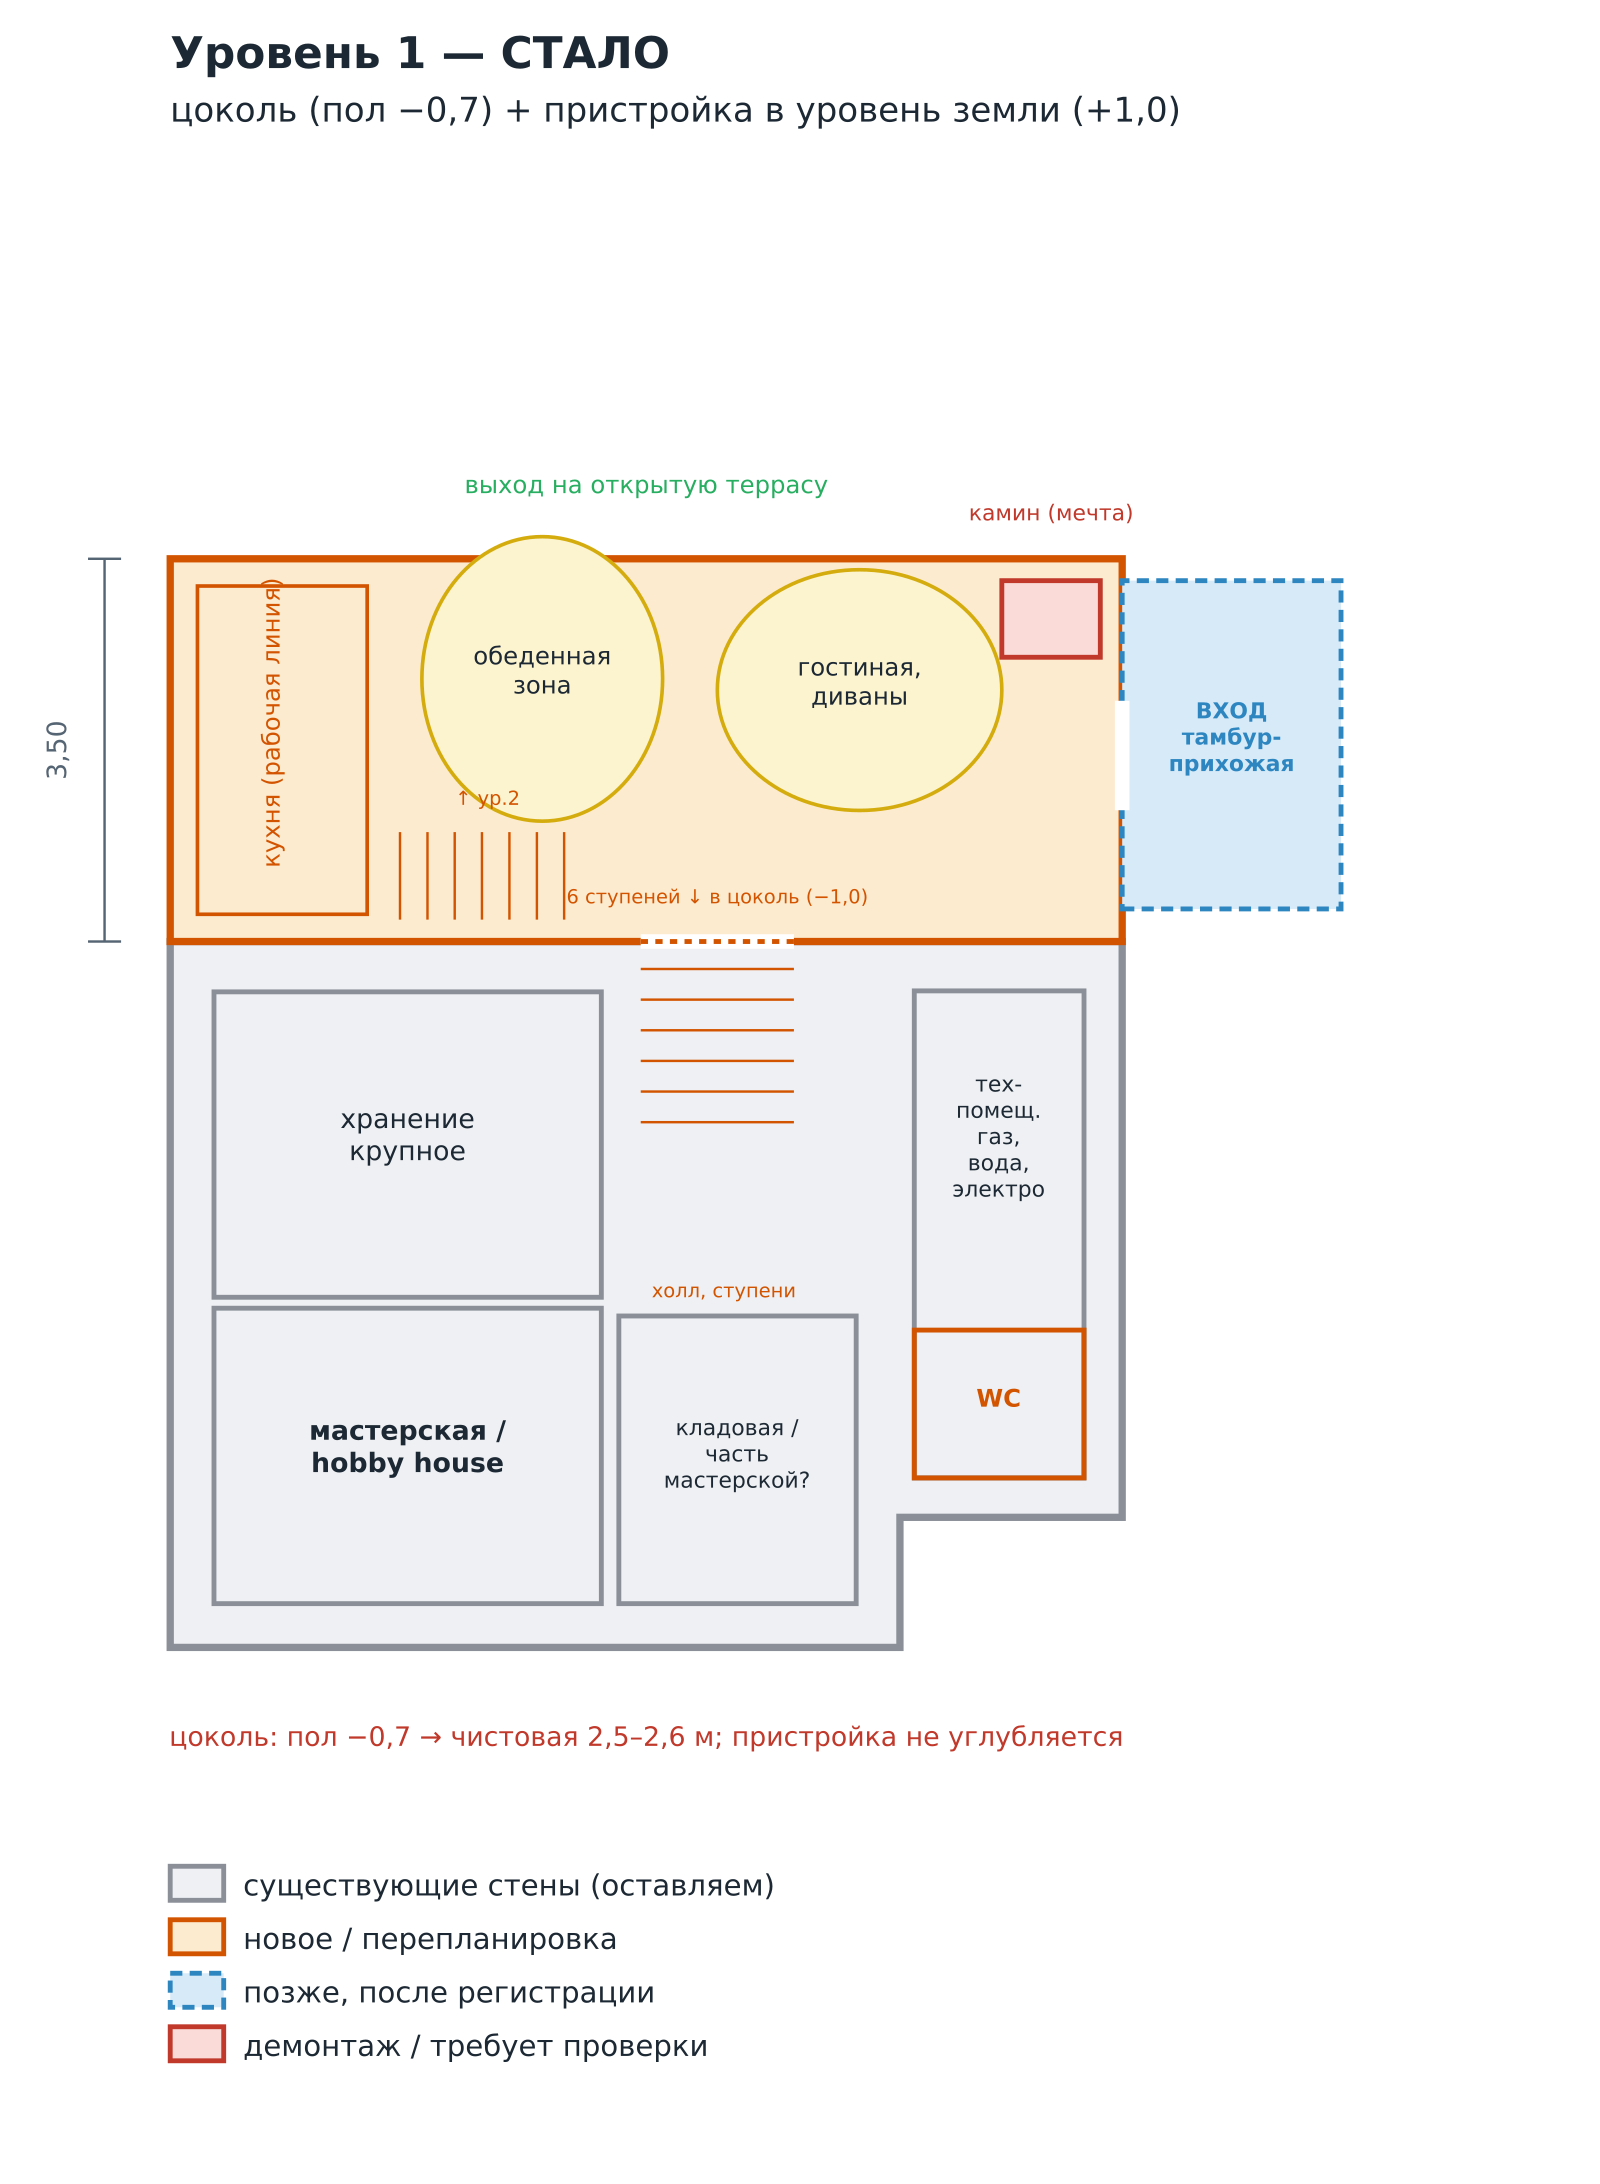 Уровень 1 — СТАЛО
цоколь (пол −0,7) + пристройка в уровень земли (+1,0)
выход на открытую террасу
камин (мечта)
3,50
кухня (рабочая линия)
обеденная
зона
гостиная,
диваны
ВХОД
тамбур-
прихожая
↑ ур.2
6 ступеней ↓ в цоколь (−1,0)
хранение
крупное
тех-
помещ.
газ,
вода,
электро
холл, ступени
WC
мастерская /
hobby house
кладовая /
часть
мастерской?
цоколь: пол −0,7 → чистовая 2,5–2,6 м; пристройка не углубляется
существующие стены (оставляем)
новое / перепланировка
позже, после регистрации
демонтаж / требует проверки